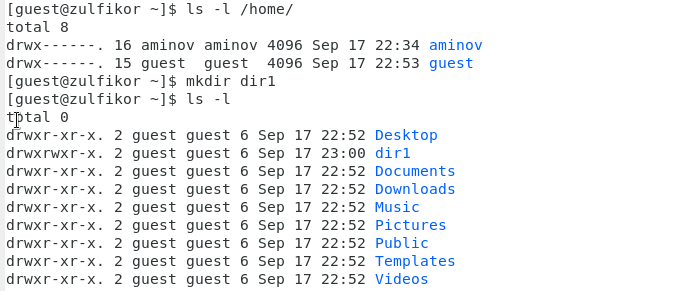 [guest@zulfikor ~]$ ls -l /home/
total 8
drwx------. 16 aminov aminov 4096 Sep 17 22:34 aminov
drwx------. 15 guest  guest  4096 Sep 17 22:53 guest
[guest@zulfikor ~]$ mkdir dir1
[guest@zulfikor ~]$ ls -l
total 0
drwxr-xr-x. 2 guest guest 6 Sep 17 22:52 Desktop
drwxrwxr-x. 2 guest guest 6 Sep 17 23:00 dir1
drwxr-xr-x. 2 guest guest 6 Sep 17 22:52 Documents
drwxr-xr-x. 2 guest guest 6 Sep 17 22:52 Downloads
drwxr-xr-x. 2 guest guest 6 Sep 17 22:52 Music
drwxr-xr-x. 2 guest guest 6 Sep 17 22:52 Pictures
drwxr-xr-x. 2 guest guest 6 Sep 17 22:52 Public
drwxr-xr-x. 2 guest guest 6 Sep 17 22:52 Templates
drwxr-xr-x. 2 guest guest 6 Sep 17 22:52 Videos